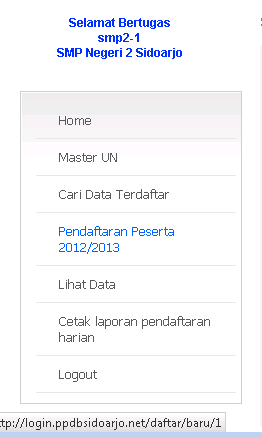 Selamat Bertugas
smp2-1
SMP Negeri 2 Sidoarjo
Home
Master UN
Cari Data Terdaftar
Pendaftaran Peserta
2012/2013
Lihat Data
Cetak laporan pendaftaran
harian
Logout
ttp://login.ppdbsidoarjo.net/daftar/baru/1